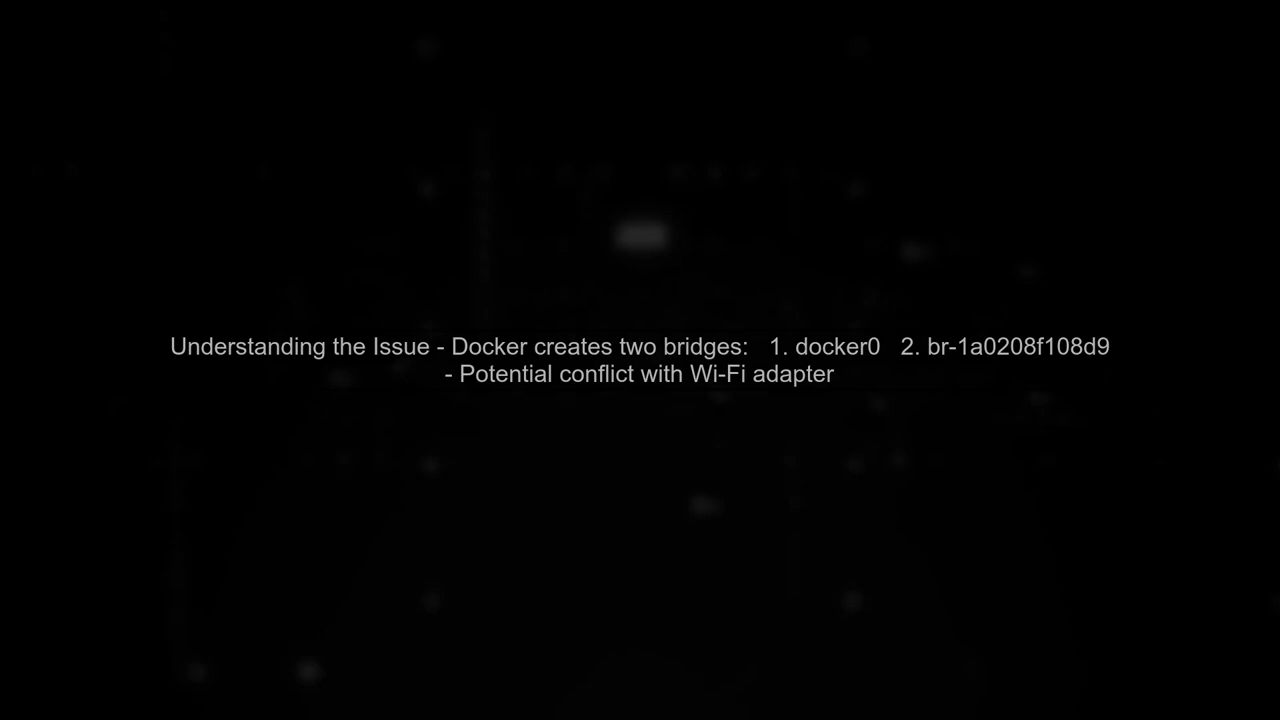 Understanding the Issue - Docker creates two bridges:   1. docker0   2. br-1a0208f108d9
- Potential conflict with Wi-Fi adapter